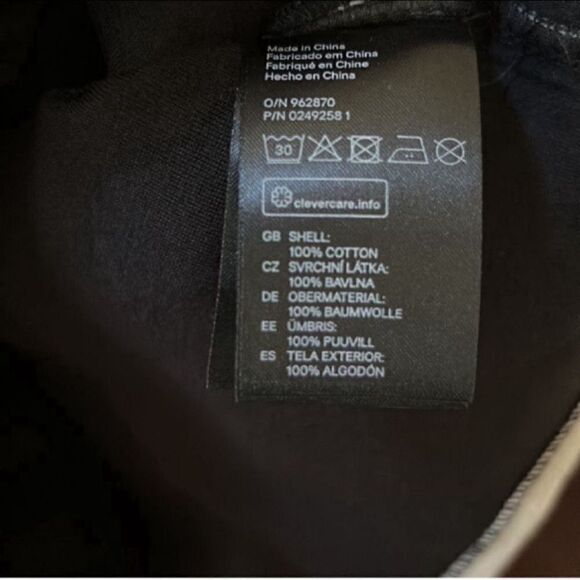 Made in China
Fabricado em China
Fabriqué en Chine
Hecho en China
O/N 962870
P/N 0249258 1
30
clevercare.info
GB SHELL:
100% COTTON
CZ SVRCHNÍ LÁTKA:
100% BAVLNA
DE OBERMATERIAL:
100% BAUMWOLLE
EE ÜMBRIS:
100% PUUVILL
ES TELA EXTERIOR:
100% ALGODÓN